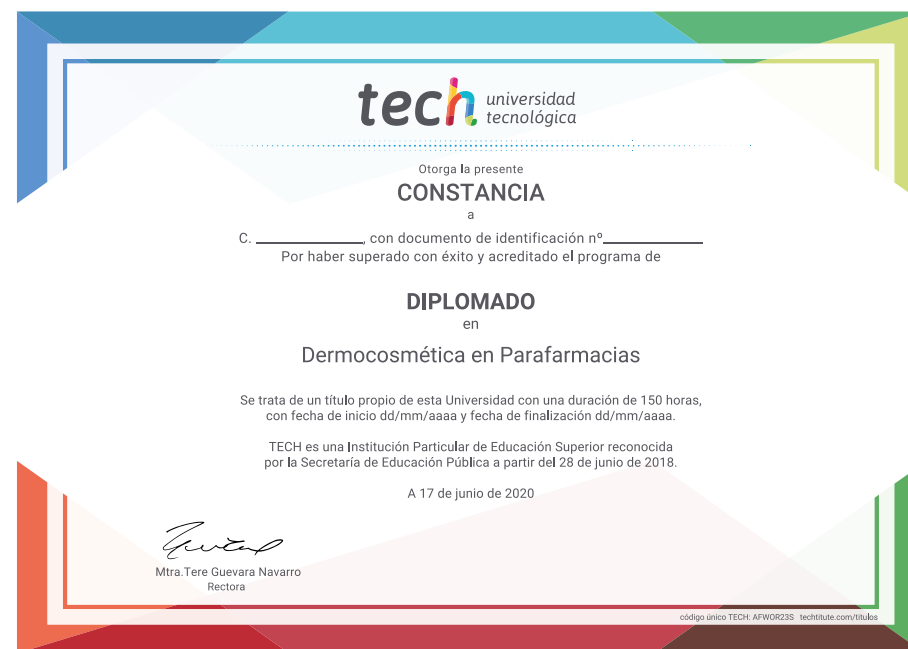 tech universidad
tecnológica
Otorga la presente
CONSTANCIA
a
C. ____________, con documento de identificación nº___________
Por haber superado con éxito y acreditado el programa de
DIPLOMADO
en
Dermocosmética en Parafarmacias
Se trata de un título propio de esta Universidad con una duración de 150 horas,
con fecha de inicio dd/mm/aaaa y fecha de finalización dd/mm/aaaa.
TECH es una Institución Particular de Educación Superior reconocida
por la Secretaría de Educación Pública a partir del 28 de junio de 2018.
A 17 de junio de 2020
Mtra.Tere Guevara Navarro
Rectora
código único TECH: AFWOR23S techtitute.com/titulos